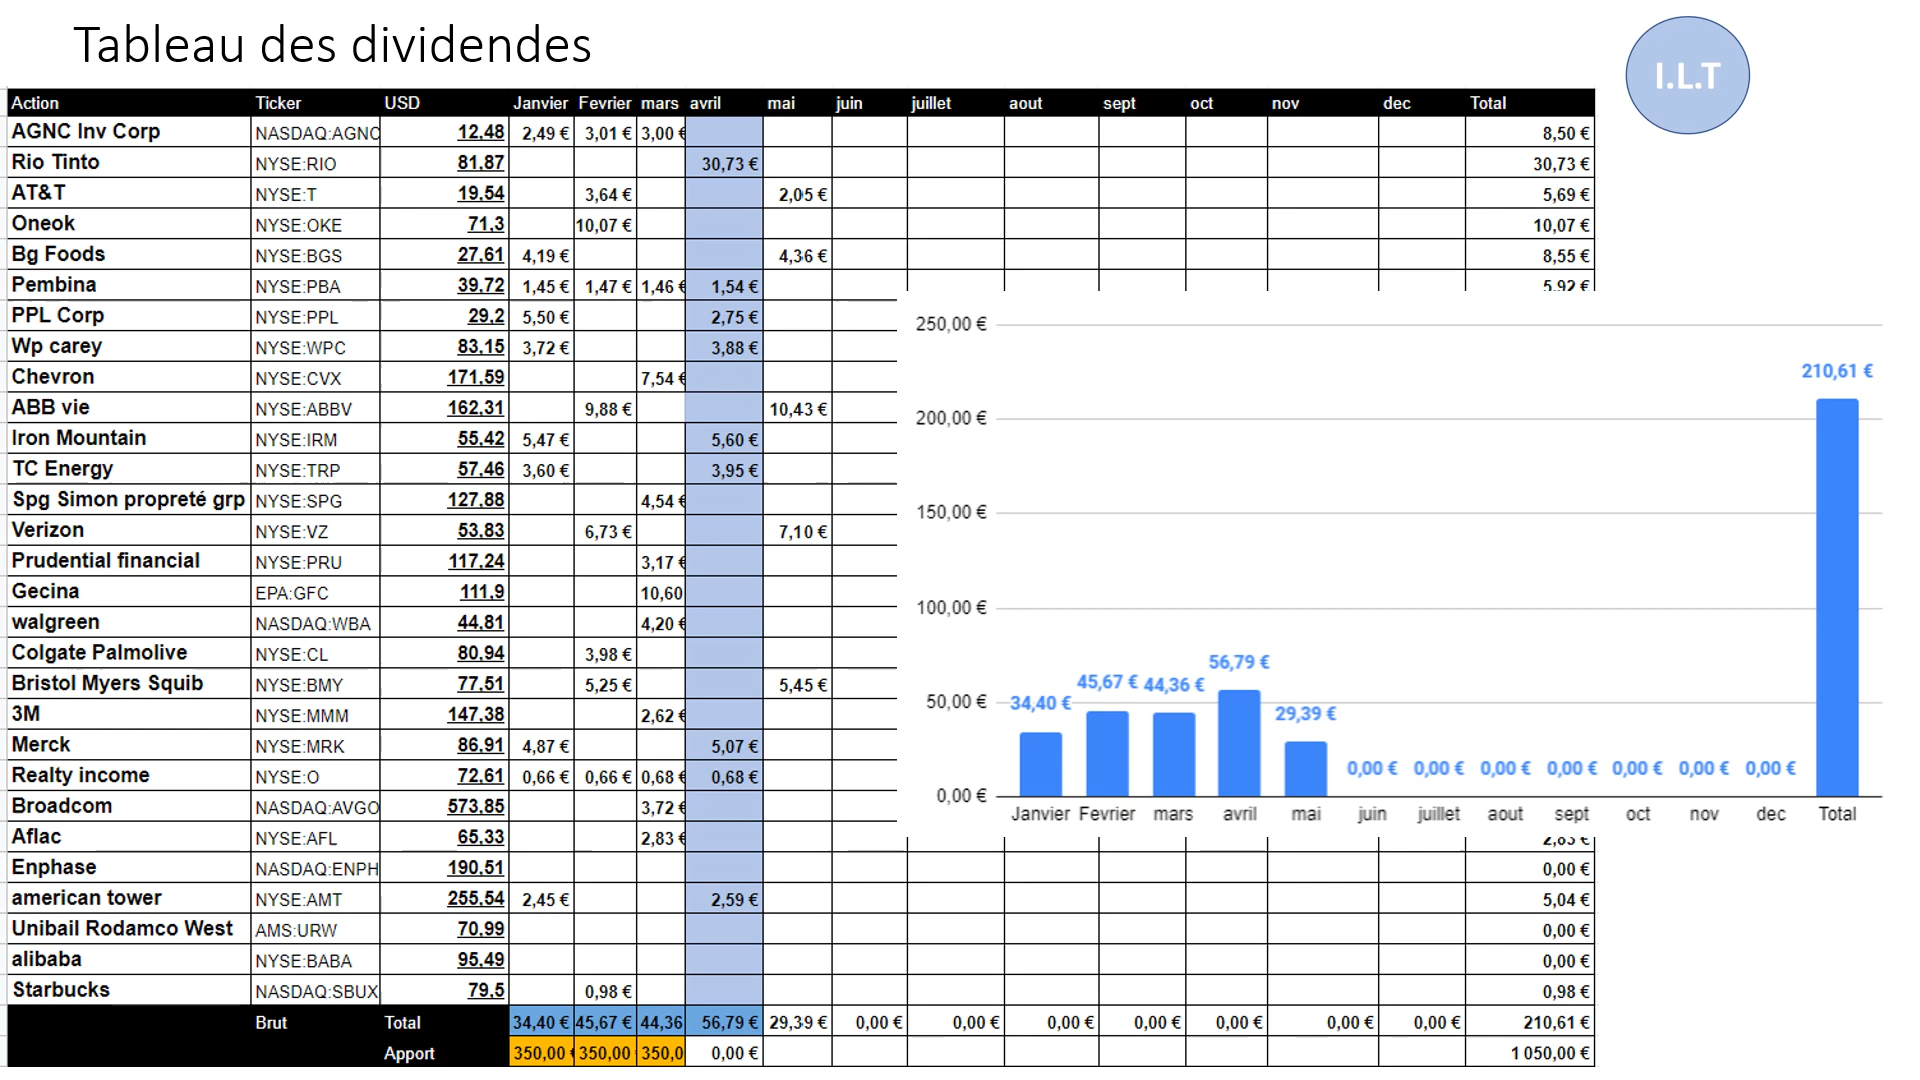 Tableau des dividendes
I.L.T
Action Ticker USD Janvier Fevrier mars avril mai juin juillet aout sept oct nov dec Total
AGNC Inv Corp NASDAQ:AGNC 12,48 2,49 € 3,01 € 3,00 € 8,50 €
Rio Tinto NYSE:RIO 81,87 30,73 € 30,73 €
AT&T NYSE:T 19,54 3,64 € 2,05 € 5,69 €
Oneok NYSE:OKE 71,3 10,07 € 10,07 €
Bg Foods NYSE:BGS 27,61 4,19 € 4,36 € 8,55 €
Pembina NYSE:PBA 39,72 1,45 € 1,47 € 1,46 € 1,54 € 5,92 €
PPL Corp NYSE:PPL 29,2 5,50 € 2,75 €
Wp carey NYSE:WPC 83,15 3,72 € 3,88 €
Chevron NYSE:CVX 171,59 7,54 €
ABB vie NYSE:ABBV 162,31 9,88 € 10,43 €
Iron Mountain NYSE:IRM 55,42 5,47 € 5,60 €
TC Energy NYSE:TRP 57,46 3,60 € 3,95 €
Spg Simon propreté grp NYSE:SPG 127,88 4,54 €
Verizon NYSE:VZ 53,83 6,73 € 7,10 €
Prudential financial NYSE:PRU 117,24 3,17 €
Gecina EPA:GFC 111,9 10,60
walgreen NASDAQ:WBA 44,81 4,20 €
Colgate Palmolive NYSE:CL 80,94 3,98 €
Bristol Myers Squib NYSE:BMY 77,51 5,25 € 5,45 €
3M NYSE:MMM 147,38 2,62 €
Merck NYSE:MRK 86,91 4,87 € 5,07 €
Realty income NYSE:O 72,61 0,66 € 0,66 € 0,68 € 0,68 €
Broadcom NASDAQ:AVGO 573,85 3,72 €
Aflac NYSE:AFL 65,33 2,83 € 2,83 €
Enphase NASDAQ:ENPH 190,51 0,00 €
american tower NYSE:AMT 255,54 2,45 € 2,59 € 5,04 €
Unibail Rodamco West AMS:URW 70,99 0,00 €
alibaba NYSE:BABA 95,49 0,00 €
Starbucks NASDAQ:SBUX 79,5 0,98 € 0,98 €
Brut Total 34,40 € 45,67 € 44,36 56,79 € 29,39 € 0,00 € 0,00 € 0,00 € 0,00 € 0,00 € 0,00 € 0,00 € 210,61 €
Apport 350,00 € 350,00 350,0 0,00 € 1 050,00 €
250,00 €
200,00 €
150,00 €
100,00 €
50,00 €
0,00 €
34,40 € 45,67 € 44,36 € 56,79 € 29,39 € 0,00 € 0,00 € 0,00 € 0,00 € 0,00 € 0,00 € 0,00 € 210,61 €
Janvier Fevrier mars avril mai juin juillet aout sept oct nov dec Total